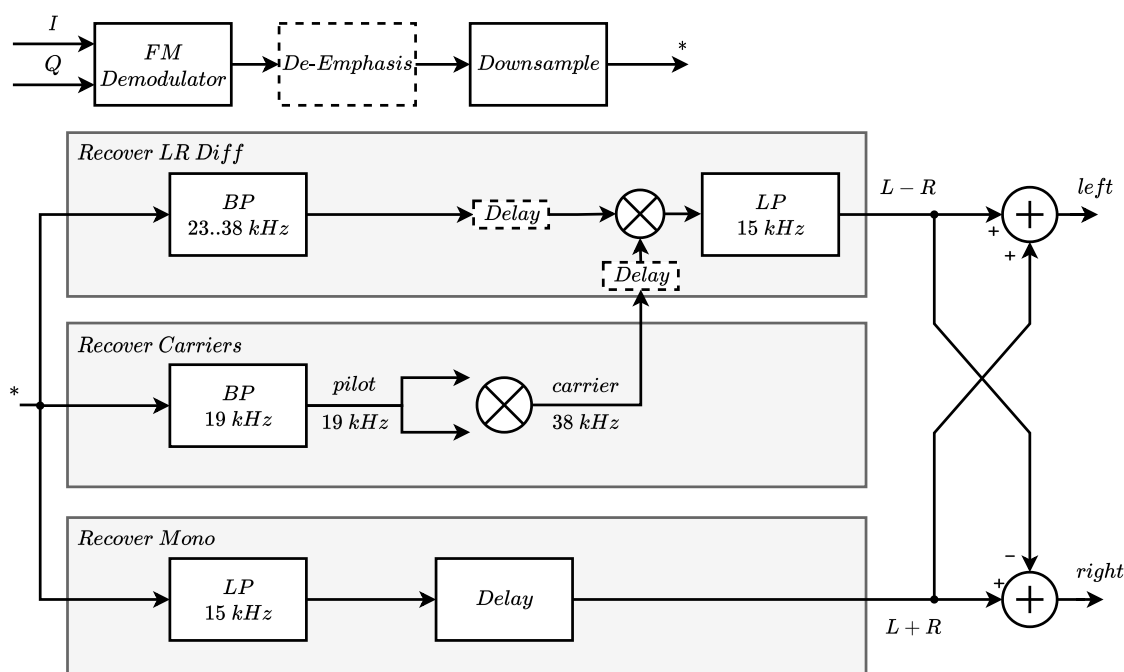 I
Q
FM
Demodulator
De-Emphasis
Downsample
*
Recover LR Diff
BP
23..38 kHz
Delay
LP
15 kHz
L − R
left
+
+
+
Delay
Recover Carriers
*
BP
19 kHz
pilot
19 kHz
carrier
38 kHz
Recover Mono
LP
15 kHz
Delay
L + R
−
+
+
right